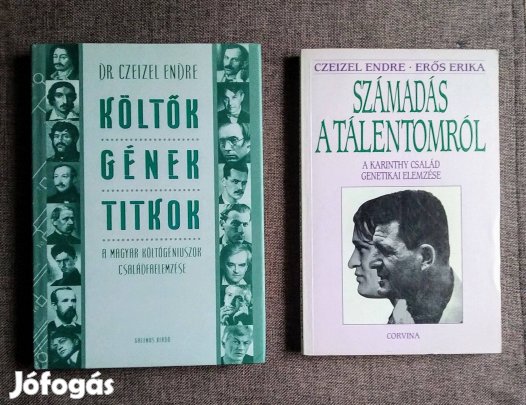 DR CZEIZEL ENDRE
KÖLTŐK
GÉNEK
TITKOK
A MAGYAR KÖLTŐGÉNIUSZOK
CSALÁDFAELEMZÉSE
GALENUS KIADÓ
CZEIZEL ENDRE · ERŐS ERIKA
SZÁMADÁS
A TÁLENTOMRÓL
A KARINTHY CSALÁD
GENETIKAI ELEMZÉSE
CORVINA
Jófogás